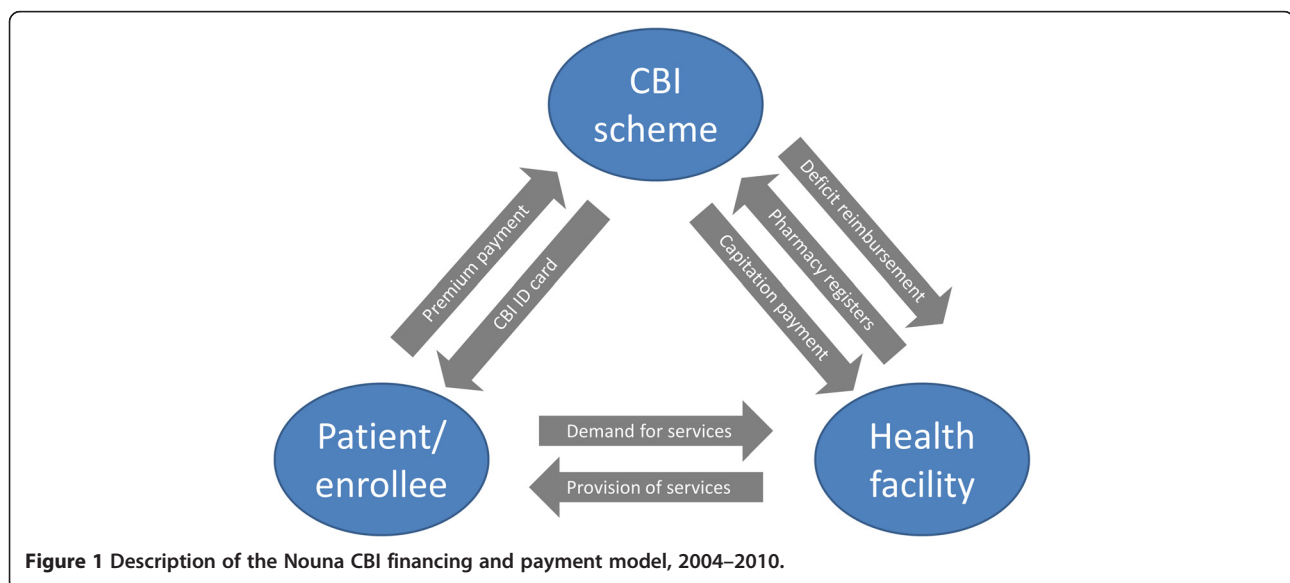 CBI
scheme
Premium payment
CBI ID card
Capitation payment
Pharmacy registers
Deficit reimbursement
Patient/
enrollee
Demand for services
Provision of services
Health
facility
Figure 1 Description of the Nouna CBI financing and payment model, 2004–2010.